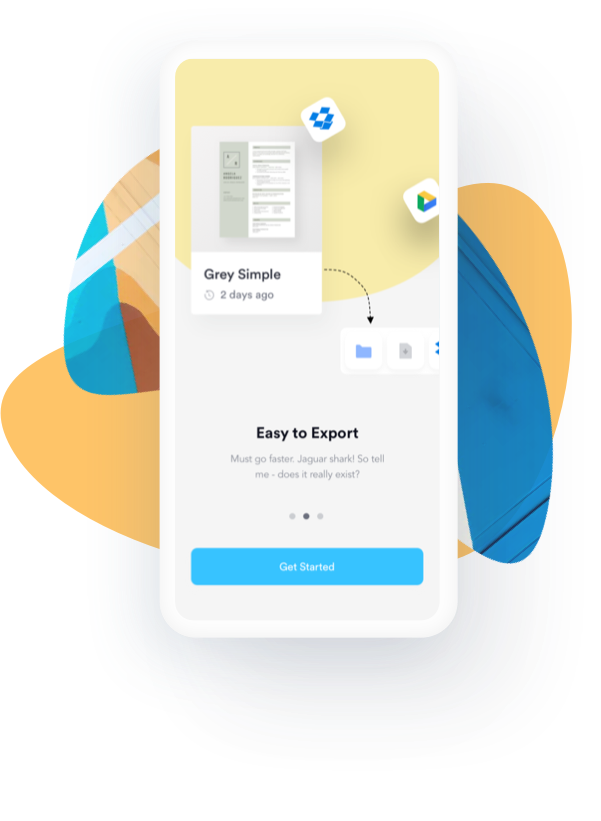 Grey Simple
2 days ago
Easy to Export
Must go faster. Jaguar shark! So tell
me - does it really exist?
Get Started